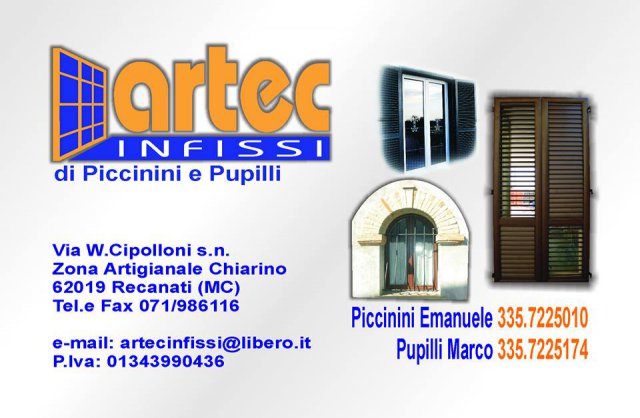 artec
INFISSI
di Piccinini e Pupilli
Via W.Cipolloni s.n.
Zona Artigianale Chiarino
62019 Recanati (MC)
Tel.e Fax 071/986116
e-mail: artecinfissi@libero.it
P.Iva: 01343990436
Piccinini Emanuele 335.7225010
Pupilli Marco 335.7225174